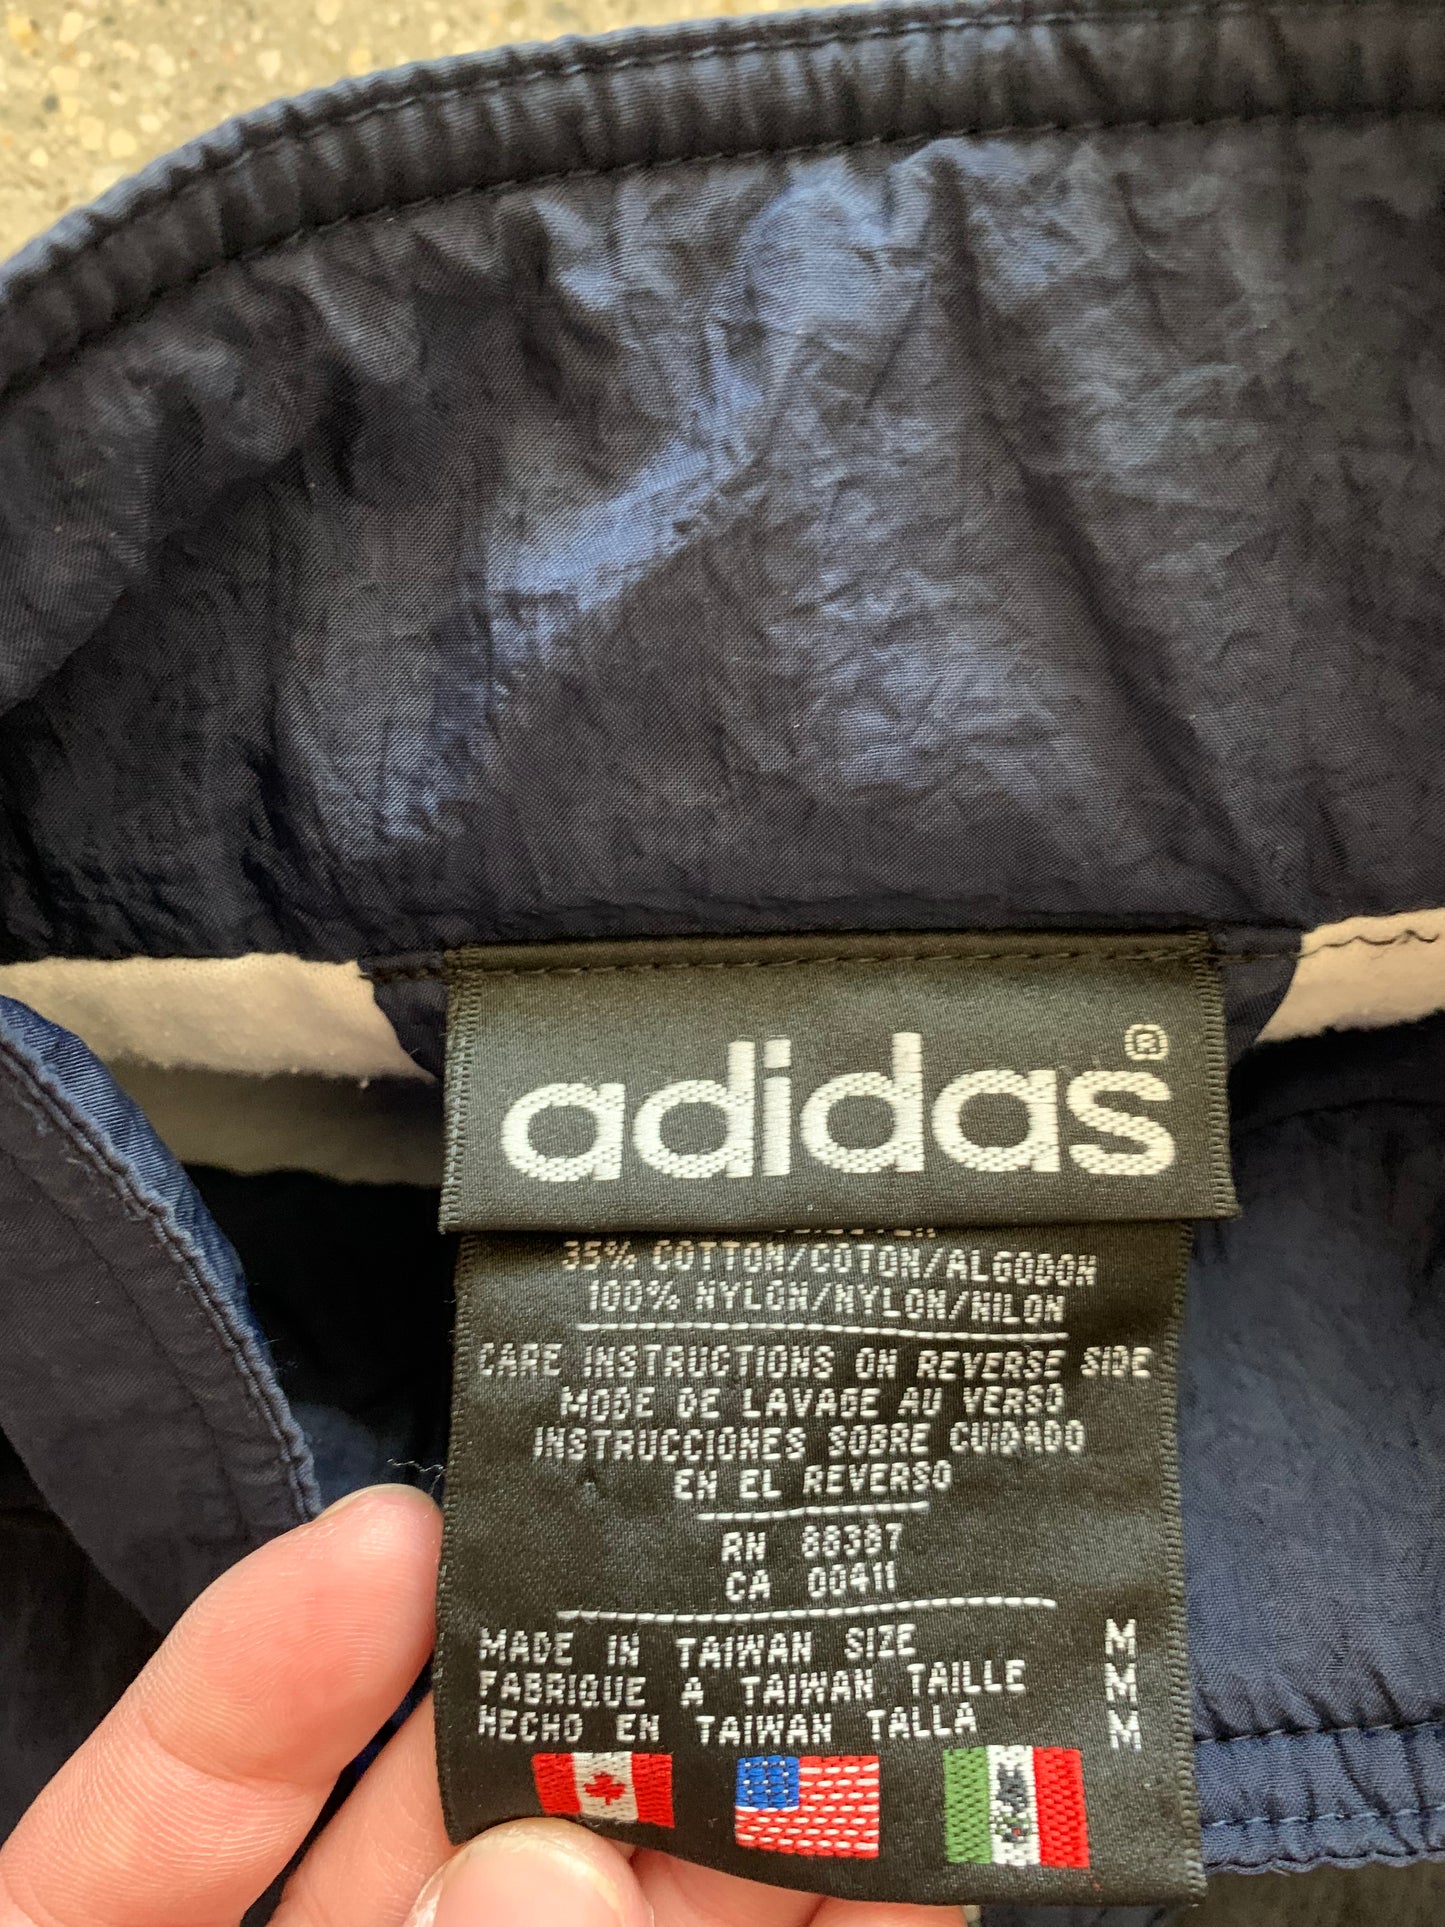 adidas®
35% COTTON/COTON/ALGODON
100% NYLON/NYLON/NILON
CARE INSTRUCTIONS ON REVERSE SIDE
MODE DE LAVAGE AU VERSO
INSTRUCCIONES SOBRE CUIDADO
EN EL REVERSO
RN 88387
CA 00411
MADE IN TAIWAN SIZE M
FABRIQUE A TAIWAN TAILLE M
HECHO EN TAIWAN TALLA M